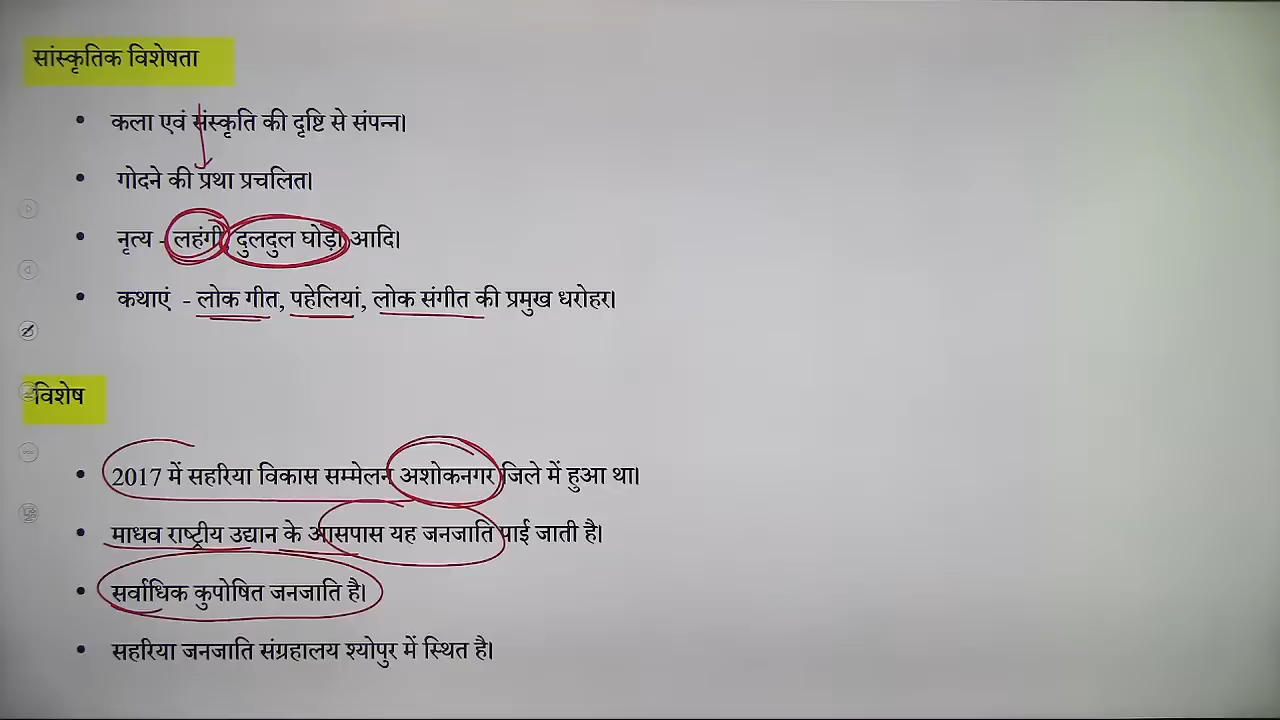 सांस्कृतिक विशेषता
• कला एवं संस्कृति की दृष्टि से संपन्न।
• गोदने की प्रथा प्रचलित।
• नृत्य - लहंगी, दुलदुल घोड़ा आदि।
• कथाएं - लोक गीत, पहेलियां, लोक संगीत की प्रमुख धरोहर।
विशेष
• 2017 में सहरिया विकास सम्मेलन अशोकनगर जिले में हुआ था।
• माधव राष्ट्रीय उद्यान के आसपास यह जनजाति पाई जाती है।
• सर्वाधिक कुपोषित जनजाति है।
• सहरिया जनजाति संग्रहालय श्योपुर में स्थित है।